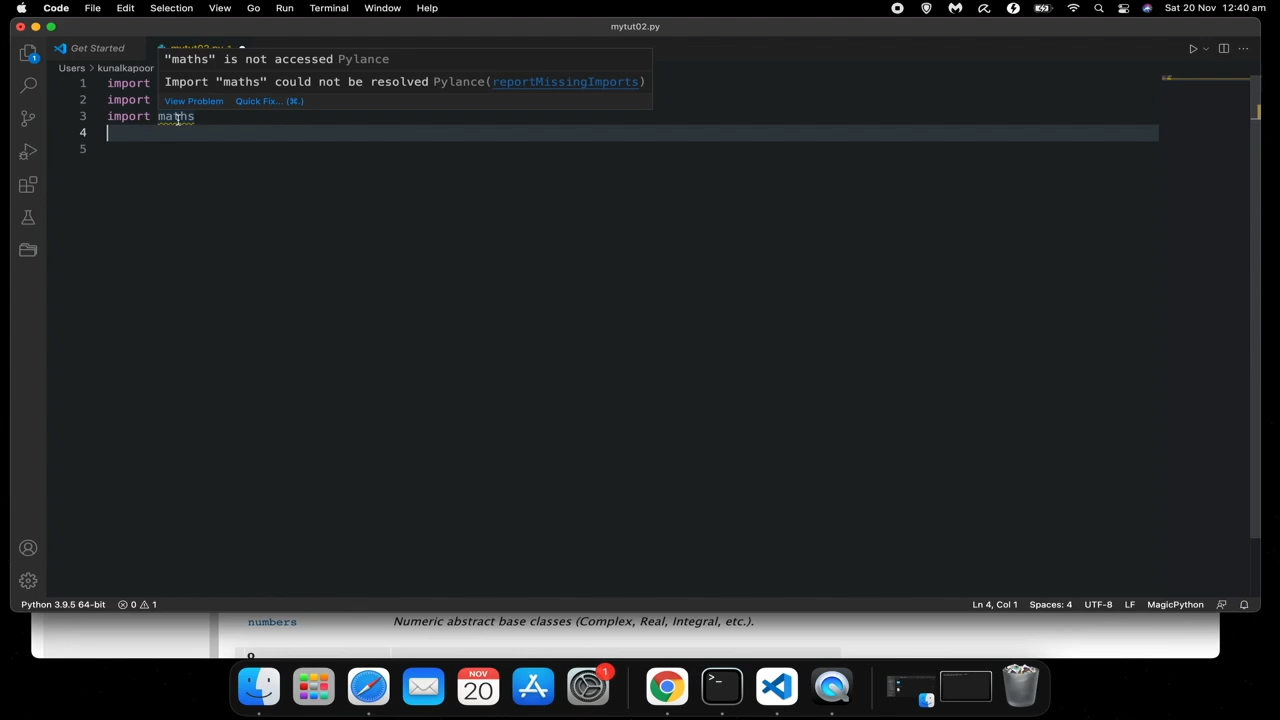 Code File Edit Selection View Go Run Terminal Window Help Sat 20 Nov 12:40 am
mytut02.py
Get Started
mytut02.py 1
Users > kunalkapoor
"maths" is not accessed Pylance
Import "maths" could not be resolved Pylance(reportMissingImports)
View Problem Quick Fix... (⌘.)
1 import
2 import
3 import maths
4
5
1
Python 3.9.5 64-bit 0 1 Ln 4, Col 1 Spaces: 4 UTF-8 LF MagicPython
numbers Numeric abstract base classes (Complex, Real, Integral, etc.).
NOV
20
1